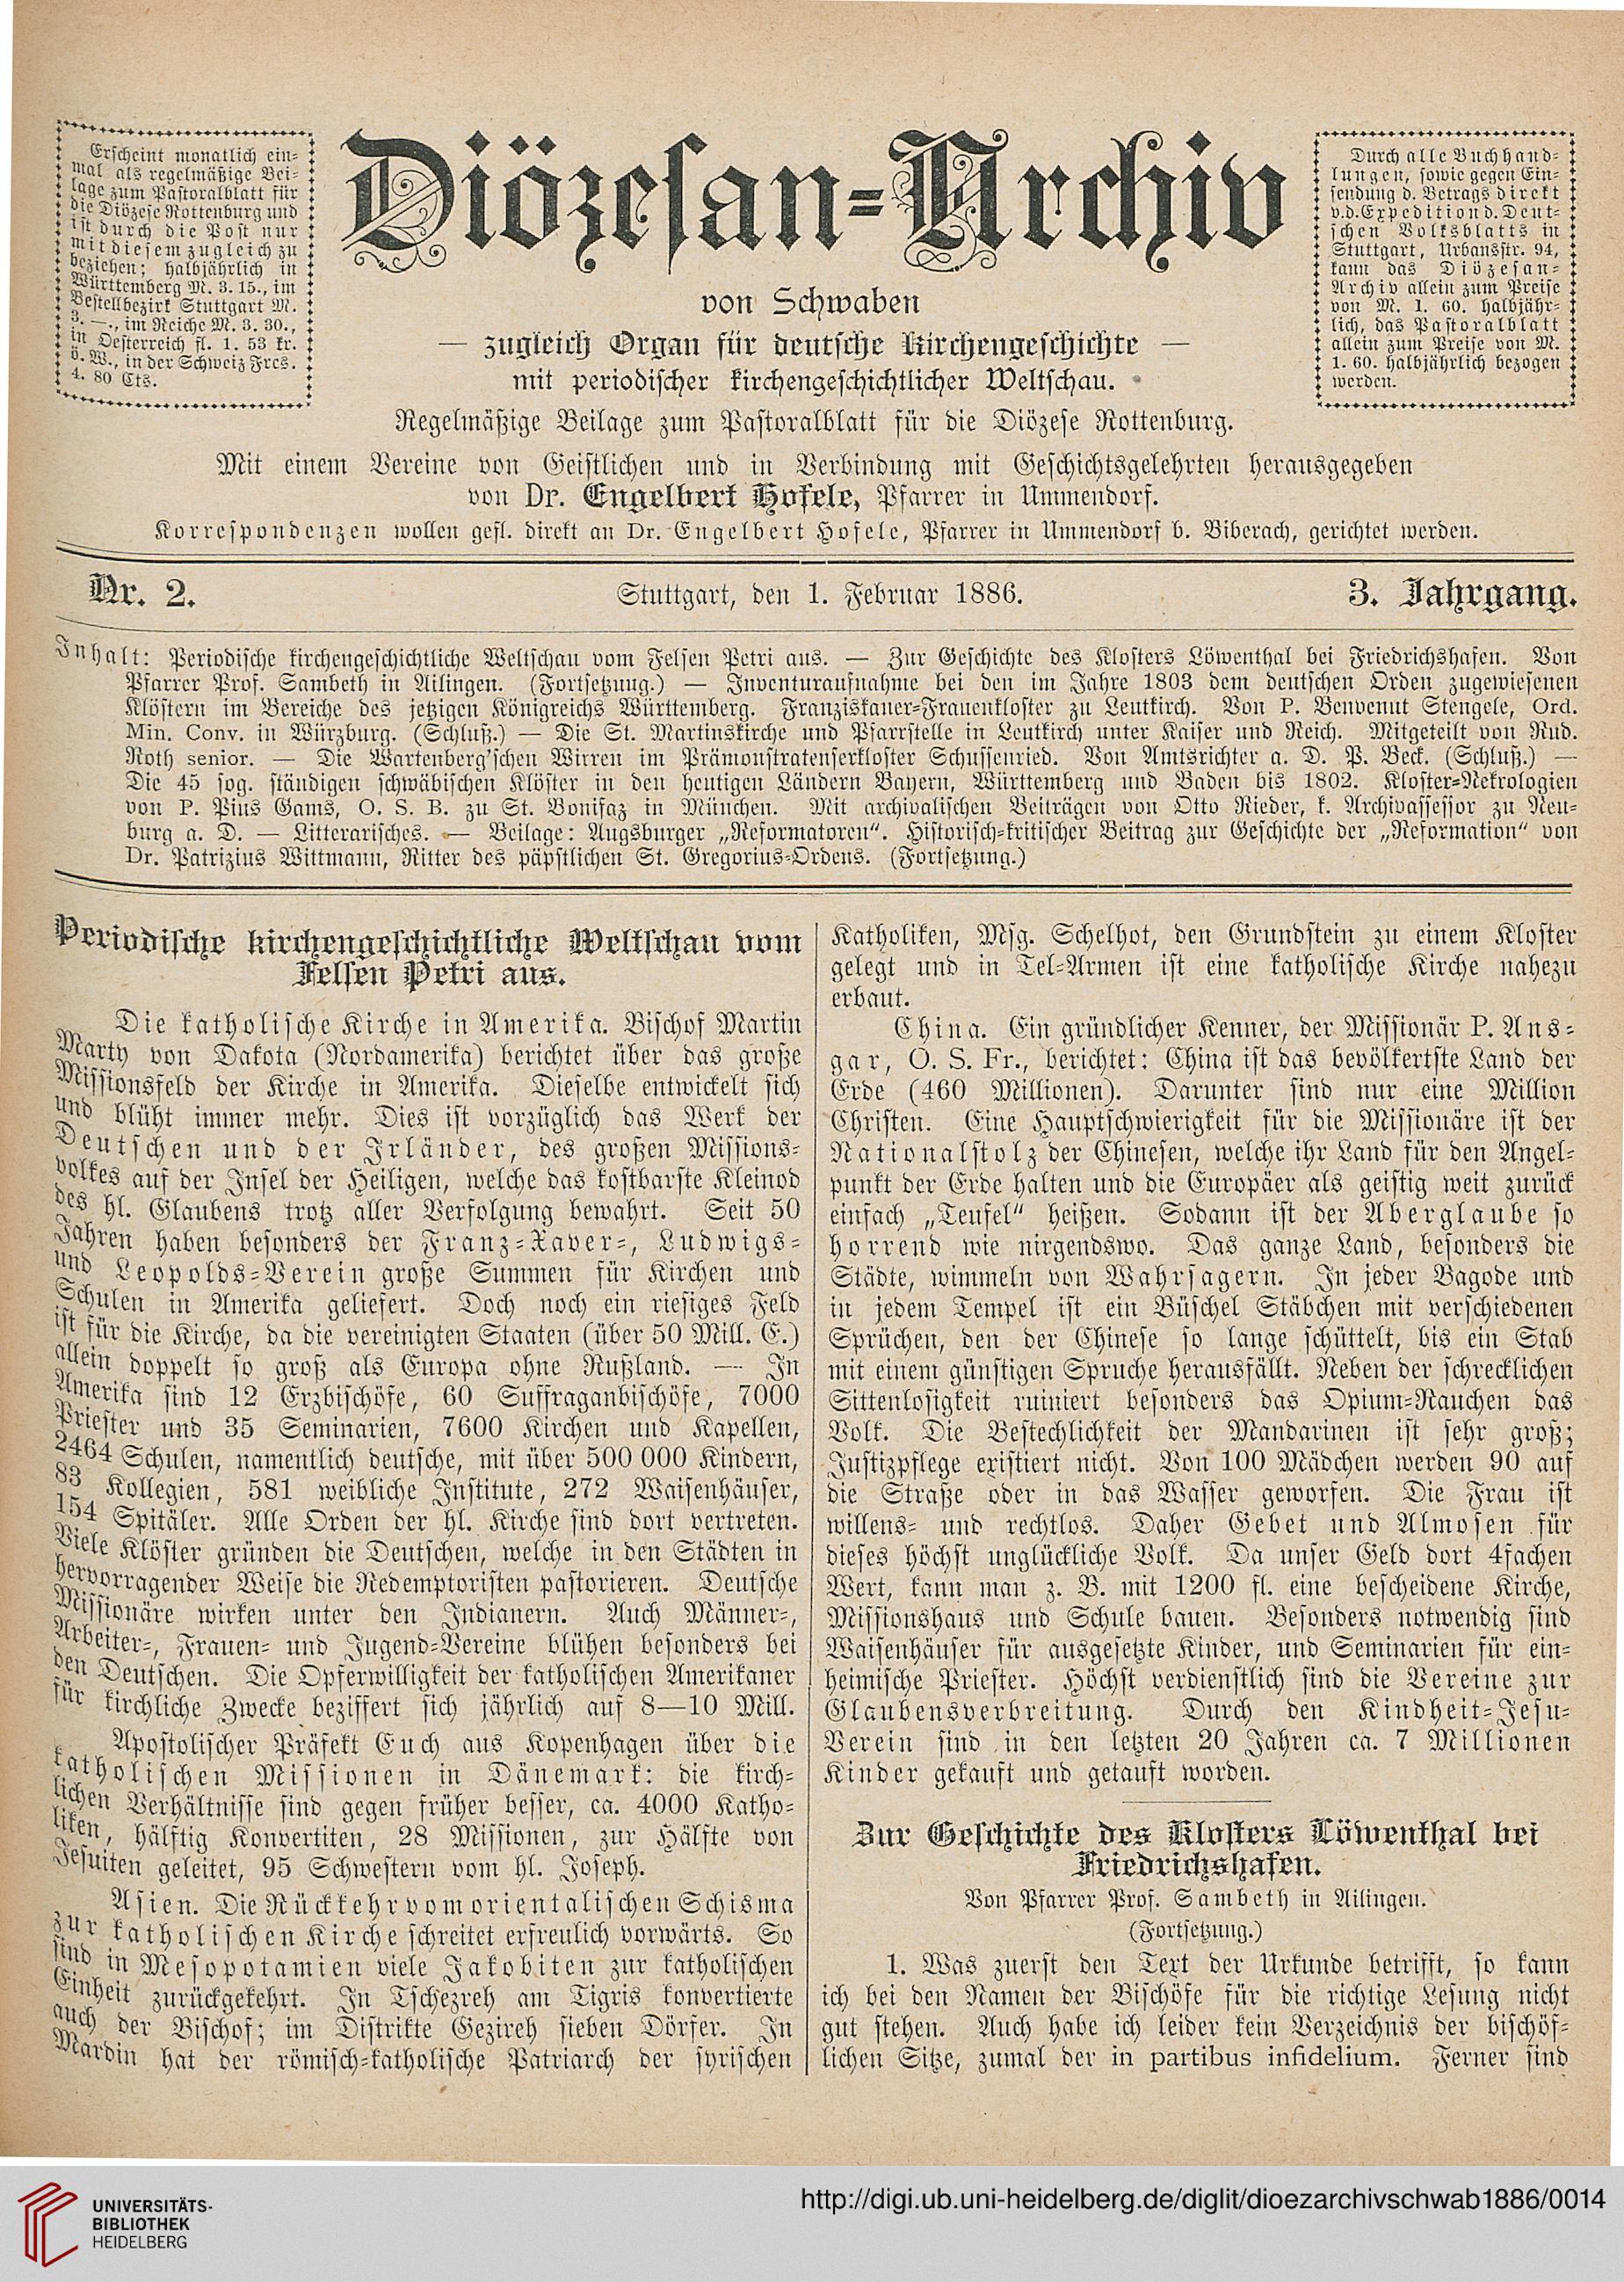 Erscheint monatlich ein-
mal als regelmäßige Bei-
lage zum Pastoralblatt für
die Diözese Rottenburg und
ist durch die Post nur
mit diesem zugleich zu
beziehen; halbjährlich in
Württemberg M. 3. 15., im
Bestellbezirk Stuttgart M.
3. —., im Reiche M. 3. 30.,
in Oesterreich fl. 1. 53 kr.
ö. W., in der Schweiz Frcs.
4. 80 Cts.
Diözesan-Archiv
von Schwaben
— zugleich Organ für deutsche Kirchengeschichte —
mit periodischer kirchengeschichtlicher Weltschau.
Durch alle Buchhand-
lungen, sowie gegen Ein-
sendung d. Betrags direkt
v. d. Expedition d. Deut-
schen Volksblatts in
Stuttgart, Urbansstr. 94,
kann das Diözesan-
Archiv allein zum Preise
von M. 1. 60. halbjähr-
lich, das Pastoralblatt
allein zum Preise von M.
1. 60. halbjährlich bezogen
werden.
Regelmäßige Beilage zum Pastoralblatt für die Diözese Rottenburg.
Mit einem Vereine von Geistlichen und in Verbindung mit Geschichtsgelehrten herausgegeben
von Dr. Engelbert Hofele, Pfarrer in Ummendorf.
Korrespondenzen wollen gefl. direkt an Dr. Engelbert Hofele, Pfarrer in Ummendorf b. Biberach, gerichtet werden.
Nr. 2. Stuttgart, den 1. Februar 1886. 3. Jahrgang.
Inhalt: Periodische kirchengeschichtliche Weltschau vom Felsen Petri aus. — Zur Geschichte des Klosters Löwenthal bei Friedrichshafen. Von
Pfarrer Prof. Sambeth in Ailingen. (Fortsetzung.) — Inventuraufnahme bei den im Jahre 1803 dem deutschen Orden zugewiesenen
Klöstern im Bereiche des jetzigen Königreichs Württemberg. Franziskaner-Frauenkloster zu Leutkirch. Von P. Benvenut Stengele, Ord.
Min. Conv. in Würzburg. (Schluß.) — Die St. Martinskirche und Pfarrstelle in Leutkirch unter Kaiser und Reich. Mitgeteilt von Rud.
Roth senior. — Die Wartenberg'schen Wirren im Prämonstratenserkloster Schussenried. Von Amtsrichter a. D. P. Beck. (Schluß.) —
Die 45 sog. ständigen schwäbischen Klöster in den heutigen Ländern Bayern, Württemberg und Baden bis 1802. Kloster-Nekrologien
von P. Pius Gams, O. S. B. zu St. Bonifaz in München. Mit archivalischen Beiträgen von Otto Rieder, k. Archivassessor zu Neu-
burg a. D. — Litterarisches. — Beilage: Augsburger „Reformatoren“. Historisch-kritischer Beitrag zur Geschichte der „Reformation“ von
Dr. Patrizius Wittmann, Ritter des päpstlichen St. Gregorius-Ordens. (Fortsetzung.)
Periodische kirchengeschichtliche Weltschau vom
Felsen Petri aus.
Die katholische Kirche in Amerika. Bischof Martin
Marty von Dakota (Nordamerika) berichtet über das große
Missionsfeld der Kirche in Amerika. Dieselbe entwickelt sich
und blüht immer mehr. Dies ist vorzüglich das Werk der
Deutschen und der Irländer, des großen Missions-
volkes auf der Insel der Heiligen, welche das kostbarste Kleinod
des hl. Glaubens trotz aller Verfolgung bewahrt. Seit 50
Jahren haben besonders der Franz-Xaver-, Ludwigs-
und Leopolds-Verein große Summen für Kirchen und
Schulen in Amerika geliefert. Doch noch ein riesiges Feld
ist für die Kirche, da die vereinigten Staaten (über 50 Mill. E.)
allein doppelt so groß als Europa ohne Rußland. — In
Amerika sind 12 Erzbischöfe, 60 Suffraganbischöfe, 7000
Priester und 35 Seminarien, 7600 Kirchen und Kapellen,
2464 Schulen, namentlich deutsche, mit über 500 000 Kindern,
83 Kollegien, 581 weibliche Institute, 272 Waisenhäuser,
154 Spitäler. Alle Orden der hl. Kirche sind dort vertreten.
Viele Klöster gründen die Deutschen, welche in den Städten in
hervorragender Weise die Redemptoristen pastorieren. Deutsche
Missionäre wirken unter den Indianern. Auch Männer-,
Arbeiter-, Frauen- und Jugend-Vereine blühen besonders bei
den Deutschen. Die Opferwilligkeit der katholischen Amerikaner
für kirchliche Zwecke beziffert sich jährlich auf 8—10 Mill.
Apostolischer Präfekt Euch aus Kopenhagen über die
katholischen Missionen in Dänemark: die kirch-
lichen Verhältnisse sind gegen früher besser, ca. 4000 Katho-
liken, hälftig Konvertiten, 28 Missionen, zur Hälfte von
Jesuiten geleitet, 95 Schwestern vom hl. Joseph.
Asien. Die Rückkehr vom orientalischen Schisma
zur katholischen Kirche schreitet erfreulich vorwärts. So
sind in Mesopotamien viele Jakobiten zur katholischen
Einheit zurückgekehrt. In Tschezreh am Tigris konvertierte
auch der Bischof; im Distrikte Gezireh sieben Dörfer. In
Mardin hat der römisch-katholische Patriarch der syrischen
Katholiken, Msg. Schelhot, den Grundstein zu einem Kloster
gelegt und in Tel-Armen ist eine katholische Kirche nahezu
erbaut.
China. Ein gründlicher Kenner, der Missionär P. Ans-
gar, O. S. Fr., berichtet: China ist das bevölkertste Land der
Erde (460 Millionen). Darunter sind nur eine Million
Christen. Eine Hauptschwierigkeit für die Missionäre ist der
Nationalstolz der Chinesen, welche ihr Land für den Angel-
punkt der Erde halten und die Europäer als geistig weit zurück
einfach „Teufel“ heißen. Sodann ist der Aberglaube so
horrend wie nirgendswo. Das ganze Land, besonders die
Städte, wimmeln von Wahrsagern. In jeder Bagode und
in jedem Tempel ist ein Büschel Stäbchen mit verschiedenen
Sprüchen, den der Chinese so lange schüttelt, bis ein Stab
mit einem günstigen Spruche herausfällt. Neben der schrecklichen
Sittenlosigkeit ruiniert besonders das Opium-Rauchen das
Volk. Die Bestechlichkeit der Mandarinen ist sehr groß;
Justizpflege existiert nicht. Von 100 Mädchen werden 90 auf
die Straße oder in das Wasser geworfen. Die Frau ist
willens- und rechtlos. Daher Gebet und Almosen für
dieses höchst unglückliche Volk. Da unser Geld dort 4fachen
Wert, kann man z. B. mit 1200 fl. eine bescheidene Kirche,
Missionshaus und Schule bauen. Besonders notwendig sind
Waisenhäuser für ausgesetzte Kinder, und Seminarien für ein-
heimische Priester. Höchst verdienstlich sind die Vereine zur
Glaubensverbreitung. Durch den Kindheit-Jesu-
Verein sind in den letzten 20 Jahren ca. 7 Millionen
Kinder gekauft und getauft worden.
Zur Geschichte des Klosters Löwenthal bei
Friedrichshafen.
Von Pfarrer Prof. Sambeth in Ailingen.
(Fortsetzung.)
1. Was zuerst den Text der Urkunde betrifft, so kann
ich bei den Namen der Bischöfe für die richtige Lesung nicht
gut stehen. Auch habe ich leider kein Verzeichnis der bischöf-
lichen Sitze, zumal der in partibus infidelium. Ferner sind
UNIVERSITÄTS-
BIBLIOTHEK
HEIDELBERG
http://digi.ub.uni-heidelberg.de/diglit/dioezarchivschwab1886/0014